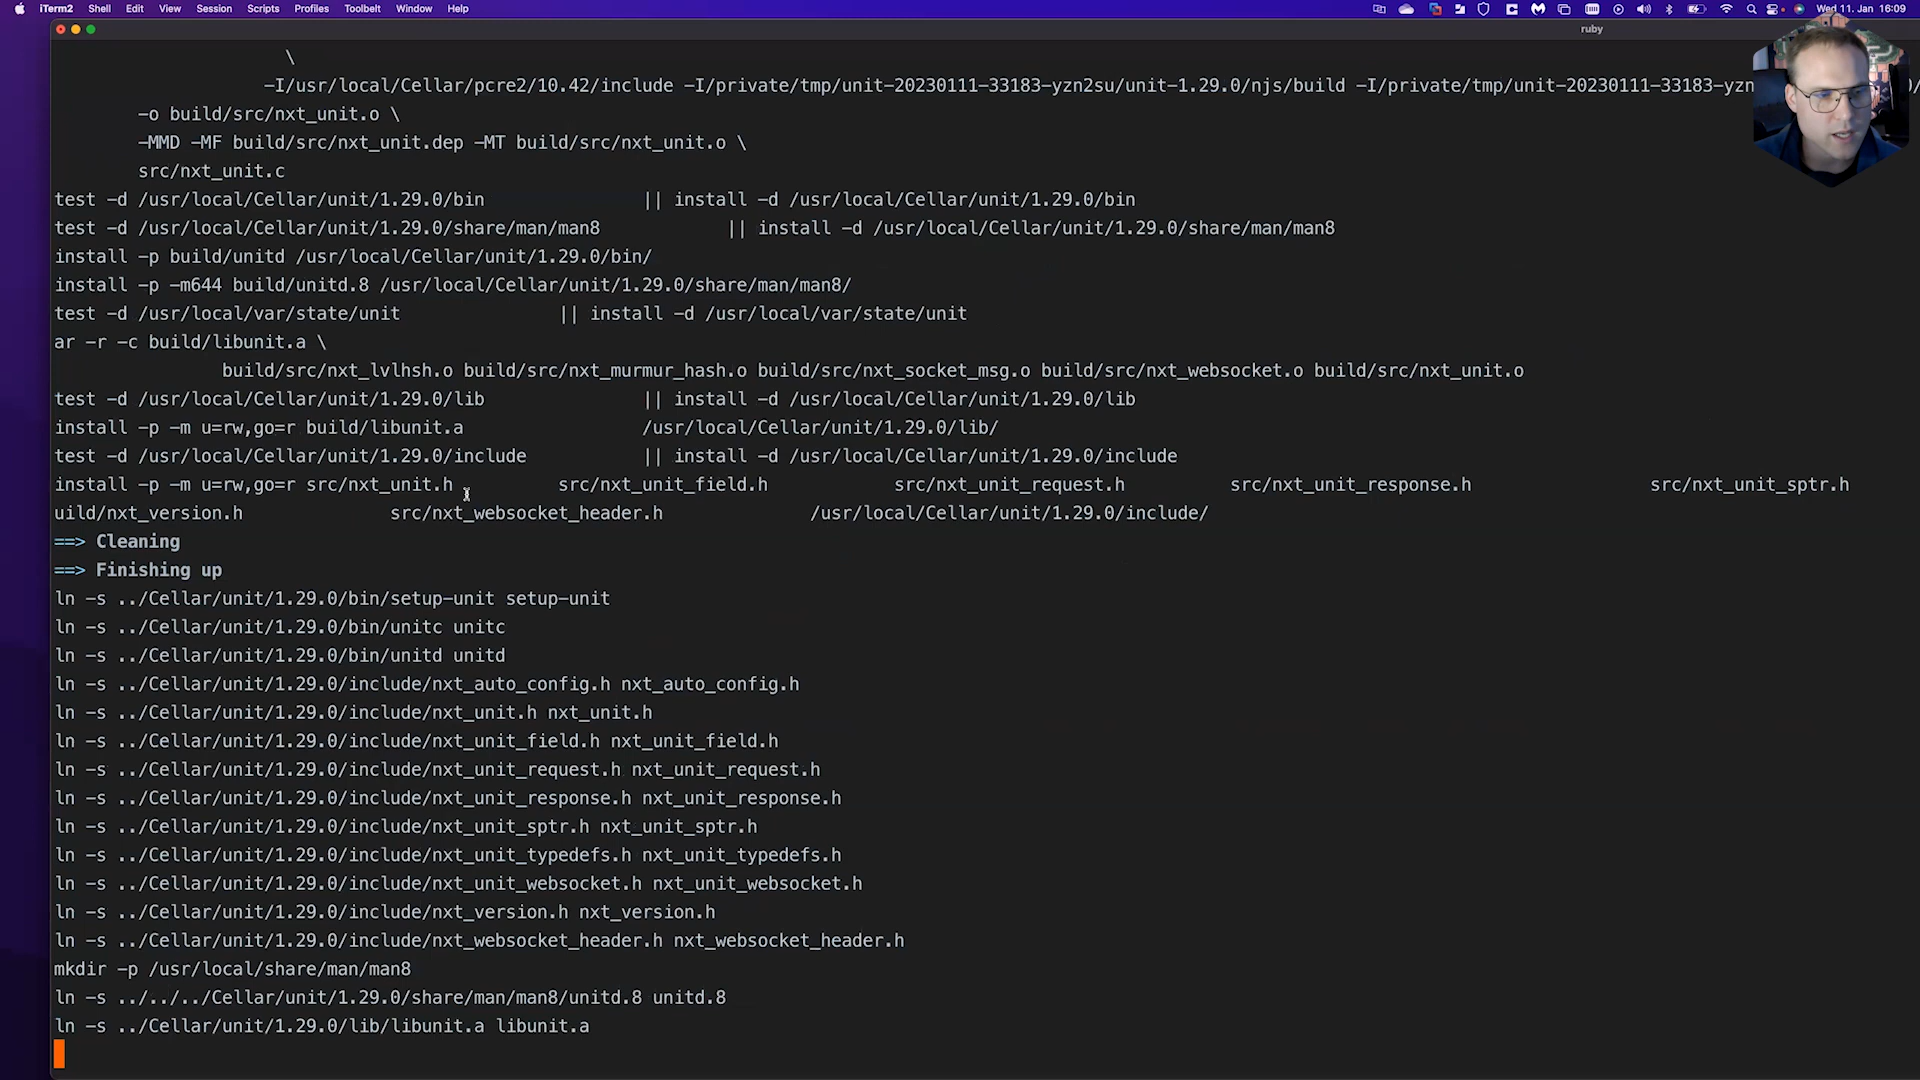 iTerm2 Shell Edit View Session Scripts Profiles Toolbelt Window Help Wed 11. Jan 16:09
ruby
\
-I/usr/local/Cellar/pcre2/10.42/include -I/private/tmp/unit-20230111-33183-yzn2su/unit-1.29.0/njs/build -I/private/tmp/unit-20230111-33183-yzn
-o build/src/nxt_unit.o \
-MMD -MF build/src/nxt_unit.dep -MT build/src/nxt_unit.o \
src/nxt_unit.c
test -d /usr/local/Cellar/unit/1.29.0/bin || install -d /usr/local/Cellar/unit/1.29.0/bin
test -d /usr/local/Cellar/unit/1.29.0/share/man/man8 || install -d /usr/local/Cellar/unit/1.29.0/share/man/man8
install -p build/unitd /usr/local/Cellar/unit/1.29.0/bin/
install -p -m644 build/unitd.8 /usr/local/Cellar/unit/1.29.0/share/man/man8/
test -d /usr/local/var/state/unit || install -d /usr/local/var/state/unit
ar -r -c build/libunit.a \
build/src/nxt_lvlhsh.o build/src/nxt_murmur_hash.o build/src/nxt_socket_msg.o build/src/nxt_websocket.o build/src/nxt_unit.o
test -d /usr/local/Cellar/unit/1.29.0/lib || install -d /usr/local/Cellar/unit/1.29.0/lib
install -p -m u=rw,go=r build/libunit.a /usr/local/Cellar/unit/1.29.0/lib/
test -d /usr/local/Cellar/unit/1.29.0/include || install -d /usr/local/Cellar/unit/1.29.0/include
install -p -m u=rw,go=r src/nxt_unit.h src/nxt_unit_field.h src/nxt_unit_request.h src/nxt_unit_response.h src/nxt_unit_sptr.h
uild/nxt_version.h src/nxt_websocket_header.h /usr/local/Cellar/unit/1.29.0/include/
==> Cleaning
==> Finishing up
ln -s ../Cellar/unit/1.29.0/bin/setup-unit setup-unit
ln -s ../Cellar/unit/1.29.0/bin/unitc unitc
ln -s ../Cellar/unit/1.29.0/bin/unitd unitd
ln -s ../Cellar/unit/1.29.0/include/nxt_auto_config.h nxt_auto_config.h
ln -s ../Cellar/unit/1.29.0/include/nxt_unit.h nxt_unit.h
ln -s ../Cellar/unit/1.29.0/include/nxt_unit_field.h nxt_unit_field.h
ln -s ../Cellar/unit/1.29.0/include/nxt_unit_request.h nxt_unit_request.h
ln -s ../Cellar/unit/1.29.0/include/nxt_unit_response.h nxt_unit_response.h
ln -s ../Cellar/unit/1.29.0/include/nxt_unit_sptr.h nxt_unit_sptr.h
ln -s ../Cellar/unit/1.29.0/include/nxt_unit_typedefs.h nxt_unit_typedefs.h
ln -s ../Cellar/unit/1.29.0/include/nxt_unit_websocket.h nxt_unit_websocket.h
ln -s ../Cellar/unit/1.29.0/include/nxt_version.h nxt_version.h
ln -s ../Cellar/unit/1.29.0/include/nxt_websocket_header.h nxt_websocket_header.h
mkdir -p /usr/local/share/man/man8
ln -s ../../../Cellar/unit/1.29.0/share/man/man8/unitd.8 unitd.8
ln -s ../Cellar/unit/1.29.0/lib/libunit.a libunit.a